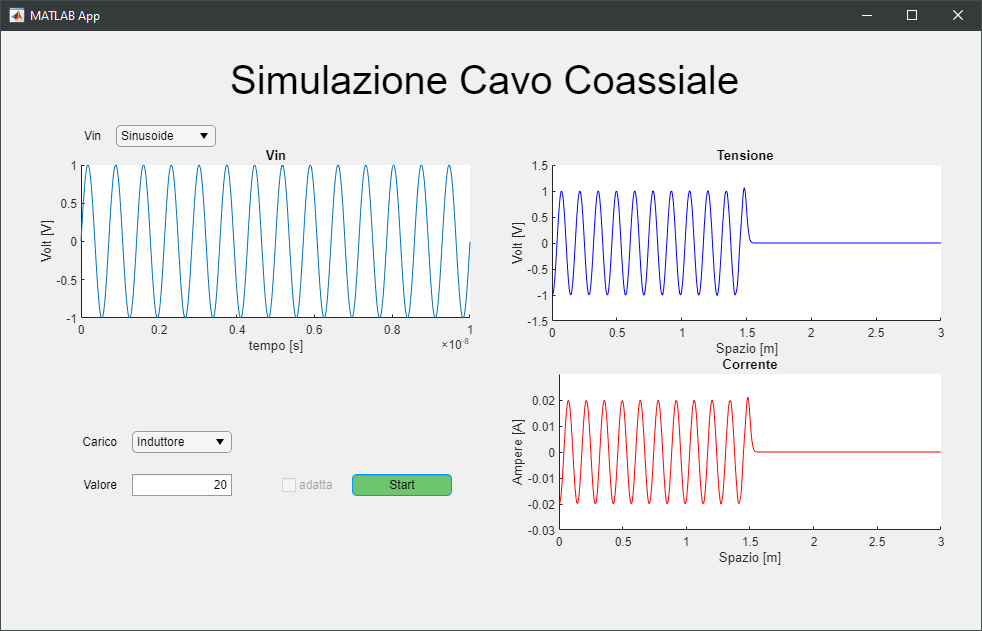 MATLAB App
Simulazione Cavo Coassiale
Vin Sinusoide
Vin
Volt [V]
1
0.5
0
-0.5
-1
0 0.2 0.4 0.6 0.8 1
tempo [s] ×10⁻⁸
Tensione
Volt [V]
1.5
1
0.5
0
-0.5
-1
-1.5
0 0.5 1 1.5 2 2.5 3
Spazio [m]
Corrente
Ampere [A]
0.02
0.01
0
-0.01
-0.02
-0.03
0 0.5 1 1.5 2 2.5 3
Spazio [m]
Carico Induttore
Valore 20 adatta Start